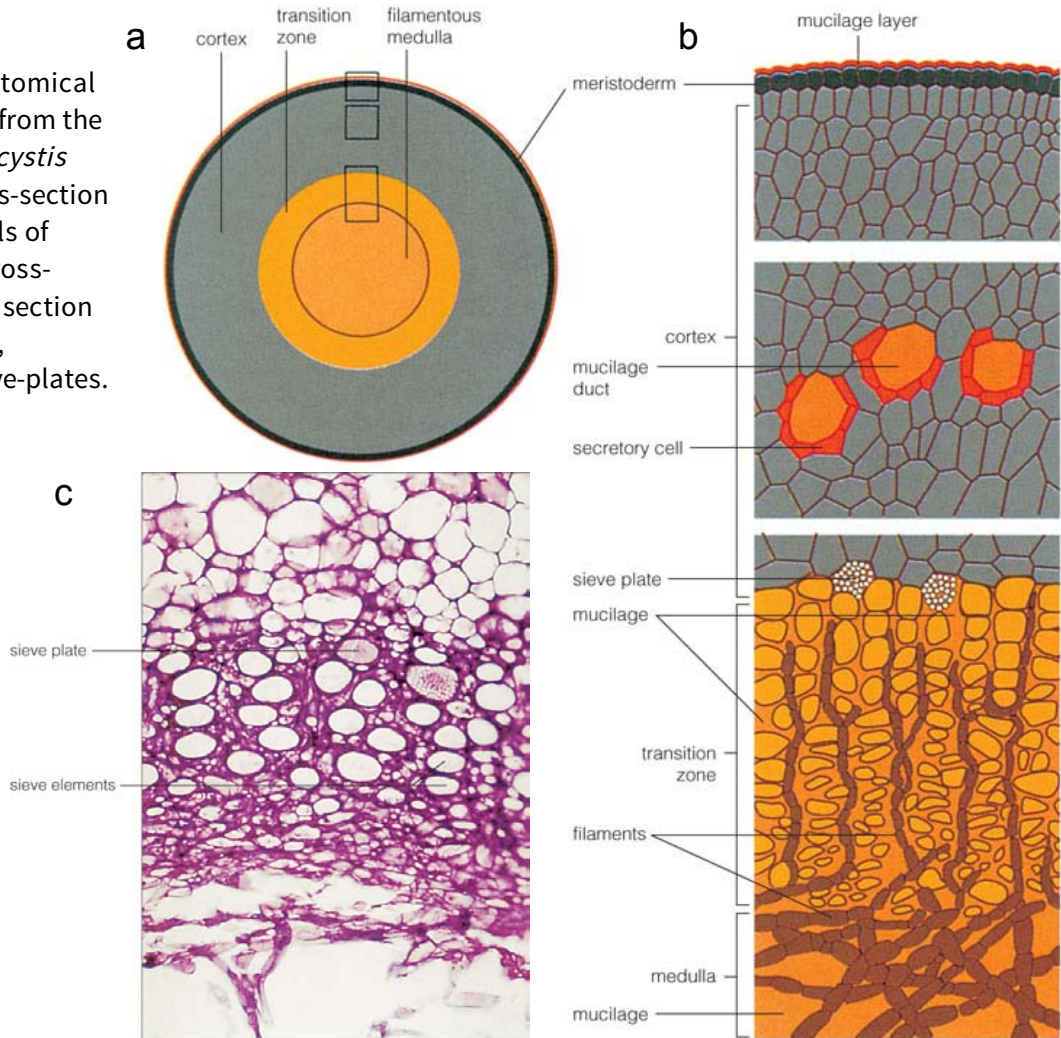 a
transition
zone
filamentous
medulla
cortex
b
mucilage layer
meristoderm
tomical
from the
cystis
s-section
ls of
oss-
section
,
ve-plates.
cortex
mucilage
duct
secretory cell
c
sieve plate
mucilage
sieve plate
transition
zone
sieve elements
filaments
medulla
mucilage